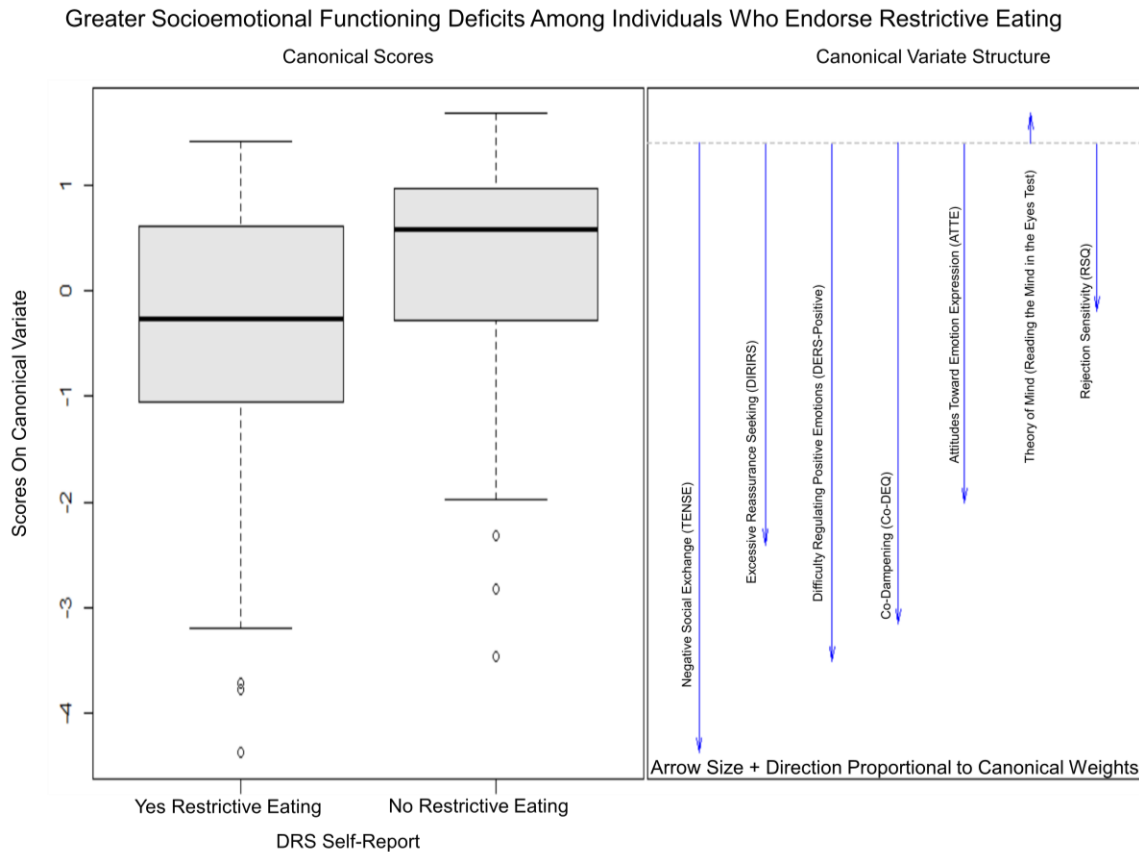 Greater Socioemotional Functioning Deficits Among Individuals Who Endorse Restrictive Eating
Canonical Scores
Canonical Variate Structure
Scores On Canonical Variate
1
0
-1
-2
-3
-4
Yes Restrictive Eating
No Restrictive Eating
DRS Self-Report
Negative Social Exchange (TENSE)
Excessive Reassurance Seeking (DIRIRS)
Difficulty Regulating Positive Emotions (DERS-Positive)
Co-Dampening (Co-DEQ)
Attitudes Toward Emotion Expression (ATTE)
Theory of Mind (Reading the Mind in the Eyes Test)
Rejection Sensitivity (RSQ)
Arrow Size + Direction Proportional to Canonical Weights